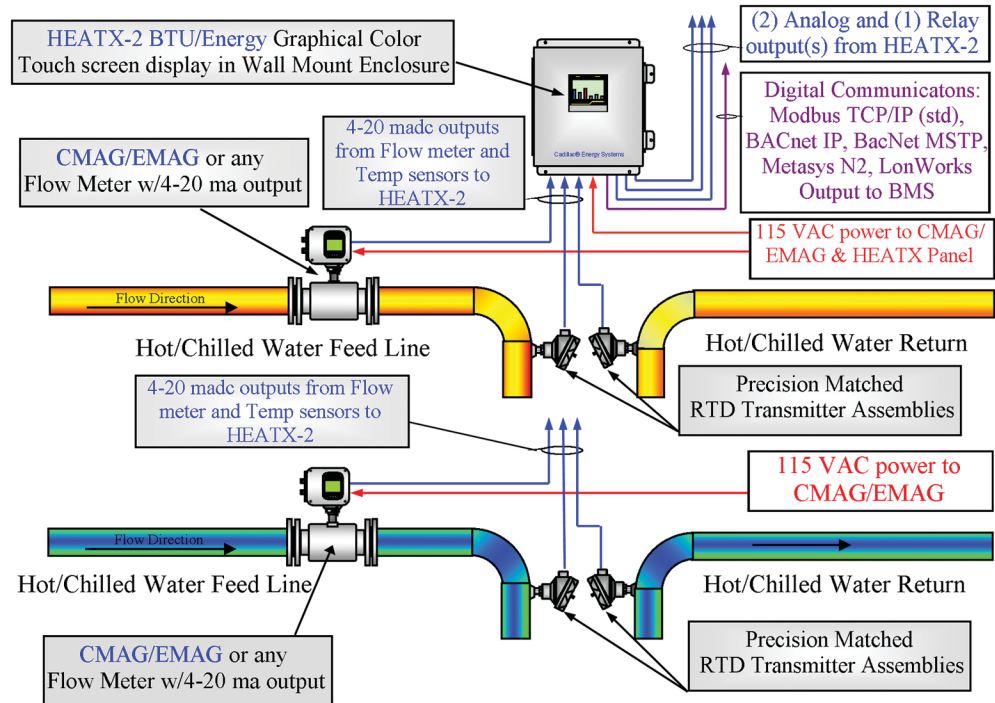 HEATX-2 BTU/Energy Graphical Color
Touch screen display in Wall Mount Enclosure
(2) Analog and (1) Relay
output(s) from HEATX-2
Digital Communicatons:
Modbus TCP/IP (std),
BACnet IP, BacNet MSTP,
Metasys N2, LonWorks
Output to BMS
4-20 madc outputs
from Flow meter and
Temp sensors to
HEATX-2
Cadillac® Energy Systems
CMAG/EMAG or any
Flow Meter w/4-20 ma output
115 VAC power to CMAG/
EMAG & HEATX Panel
Flow Direction
Hot/Chilled Water Feed Line
Hot/Chilled Water Return
4-20 madc outputs from Flow
meter and Temp sensors to
HEATX-2
Precision Matched
RTD Transmitter Assemblies
115 VAC power to
CMAG/EMAG
Flow Direction
Hot/Chilled Water Feed Line
Hot/Chilled Water Return
CMAG/EMAG or any
Flow Meter w/4-20 ma output
Precision Matched
RTD Transmitter Assemblies